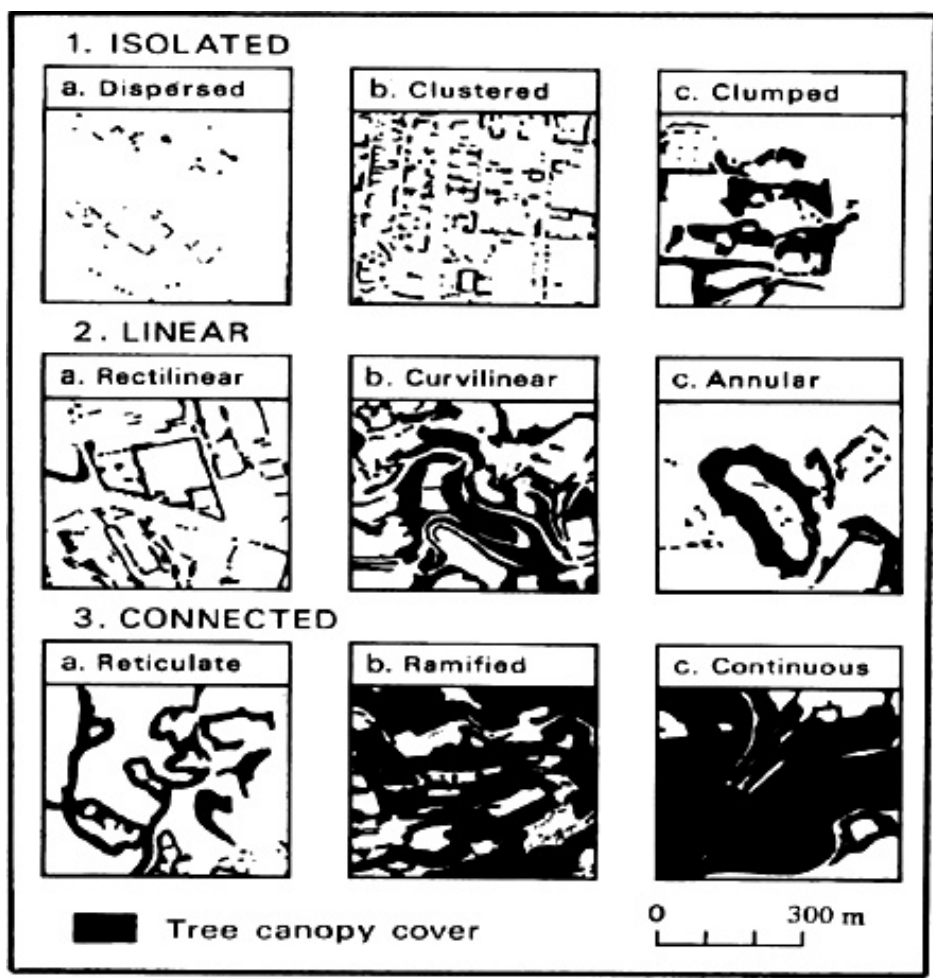 1. ISOLATED
a. Dispersed
b. Clustered
c. Clumped
2. LINEAR
a. Rectilinear
b. Curvilinear
c. Annular
3. CONNECTED
a. Reticulate
b. Ramified
c. Continuous
Tree canopy cover
0 300 m